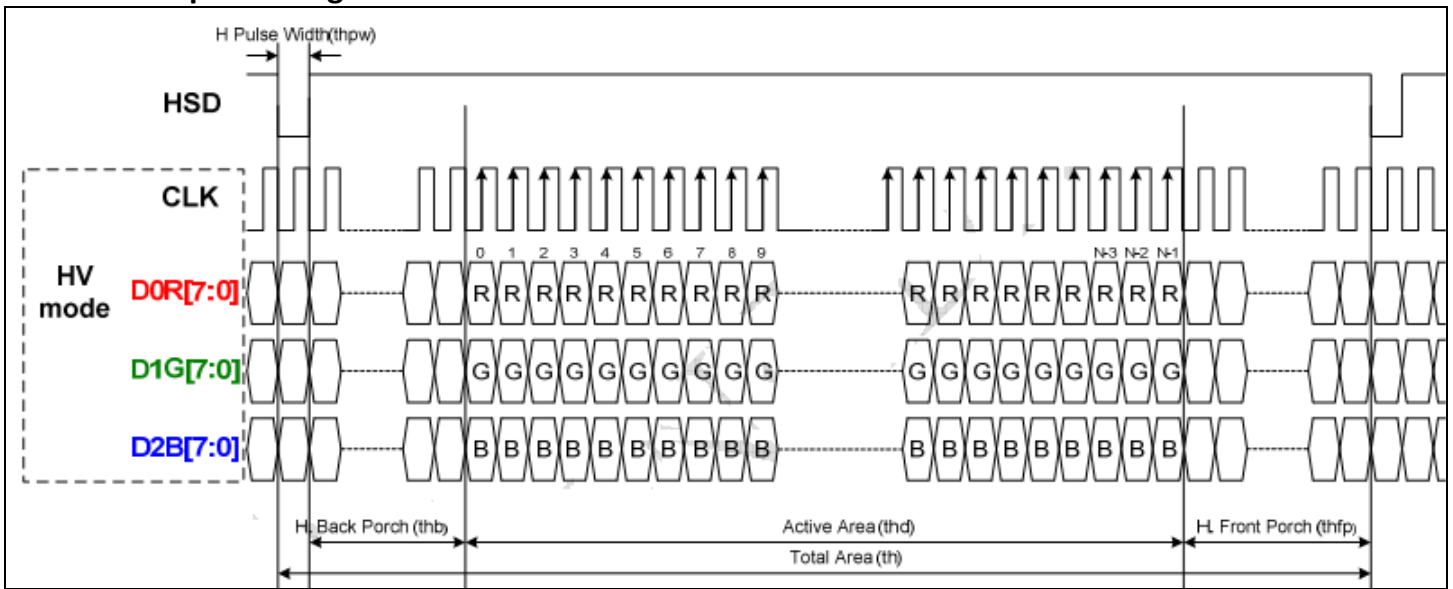 H Pulse Width(thpw)
HSD
CLK
0 1 2 3 4 5 6 7 8 9 N-3 N-2 N-1
HV
mode
D0R[7:0] R R R R R R R R R R R R R R R R R R R
D1G[7:0] G G G G G G G G G G G G G G G G G G G
D2B[7:0] B B B B B B B B B B B B B B B B B B B
H. Back Porch (thb) Active Area (thd) H. Front Porch (thfp)
Total Area (th)